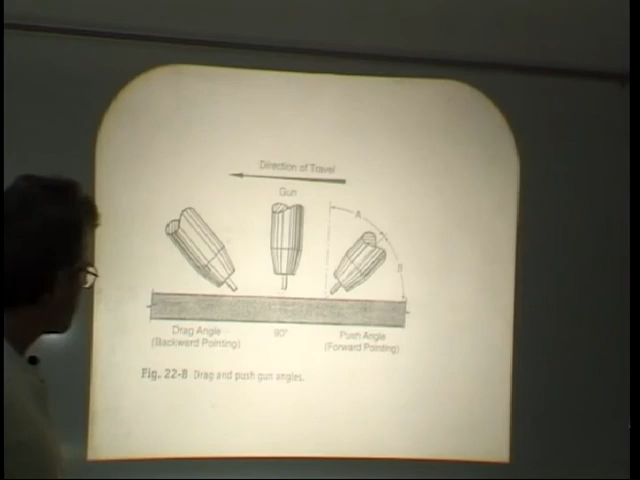 Direction of Travel
Gun
A
B
Drag Angle
(Backward Pointing)
90°
Push Angle
(Forward Pointing)
Fig. 22-8 Drag and push gun angles.